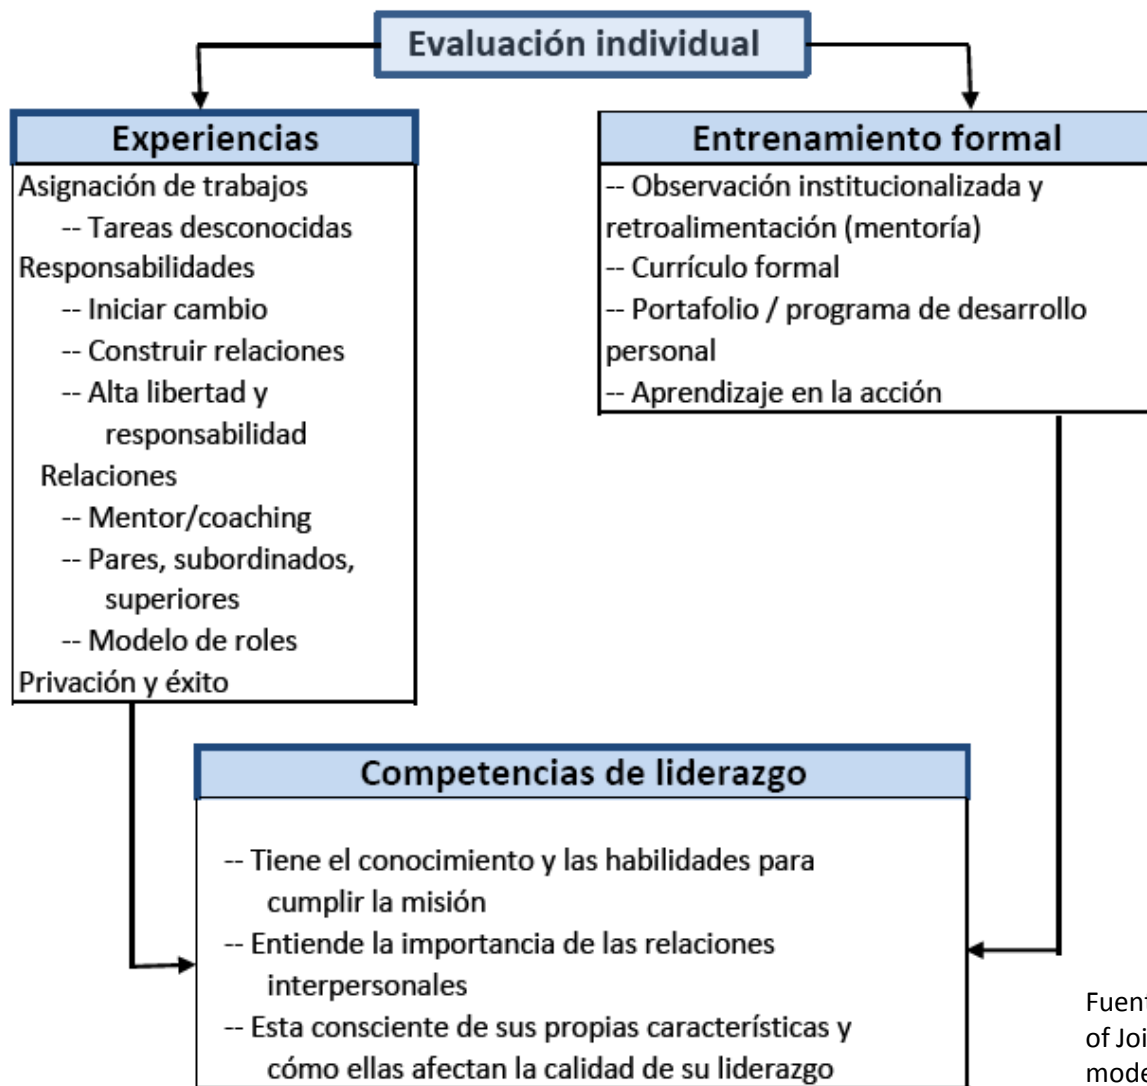 Evaluación individual
Experiencias
Asignación de trabajos
-- Tareas desconocidas
Responsabilidades
-- Iniciar cambio
-- Construir relaciones
-- Alta libertad y
responsabilidad
Relaciones
-- Mentor/coaching
-- Pares, subordinados,
superiores
-- Modelo de roles
Privación y éxito
Entrenamiento formal
-- Observación institucionalizada y
retroalimentación (mentoría)
-- Currículo formal
-- Portafolio / programa de desarrollo
personal
-- Aprendizaje en la acción
Competencias de liderazgo
-- Tiene el conocimiento y las habilidades para
cumplir la misión
-- Entiende la importancia de las relaciones
interpersonales
-- Esta consciente de sus propias características y
cómo ellas afectan la calidad de su liderazgo
of